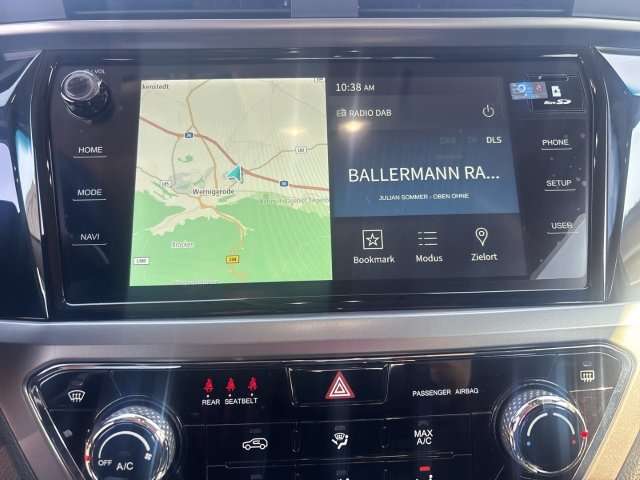 VOL
HOME
MODE
NAVI
Wernigerode
Brocken
10:38 AM
RADIO DAB
DLS
BALLERMANN RA...
JULIAN SOMMER - OBEN OHNE
Bookmark
Modus
Zielort
PHONE
SETUP
USER
REAR SEATBELT
PASSENGER AIRBAG
OFF
A/C
MAX
A/C